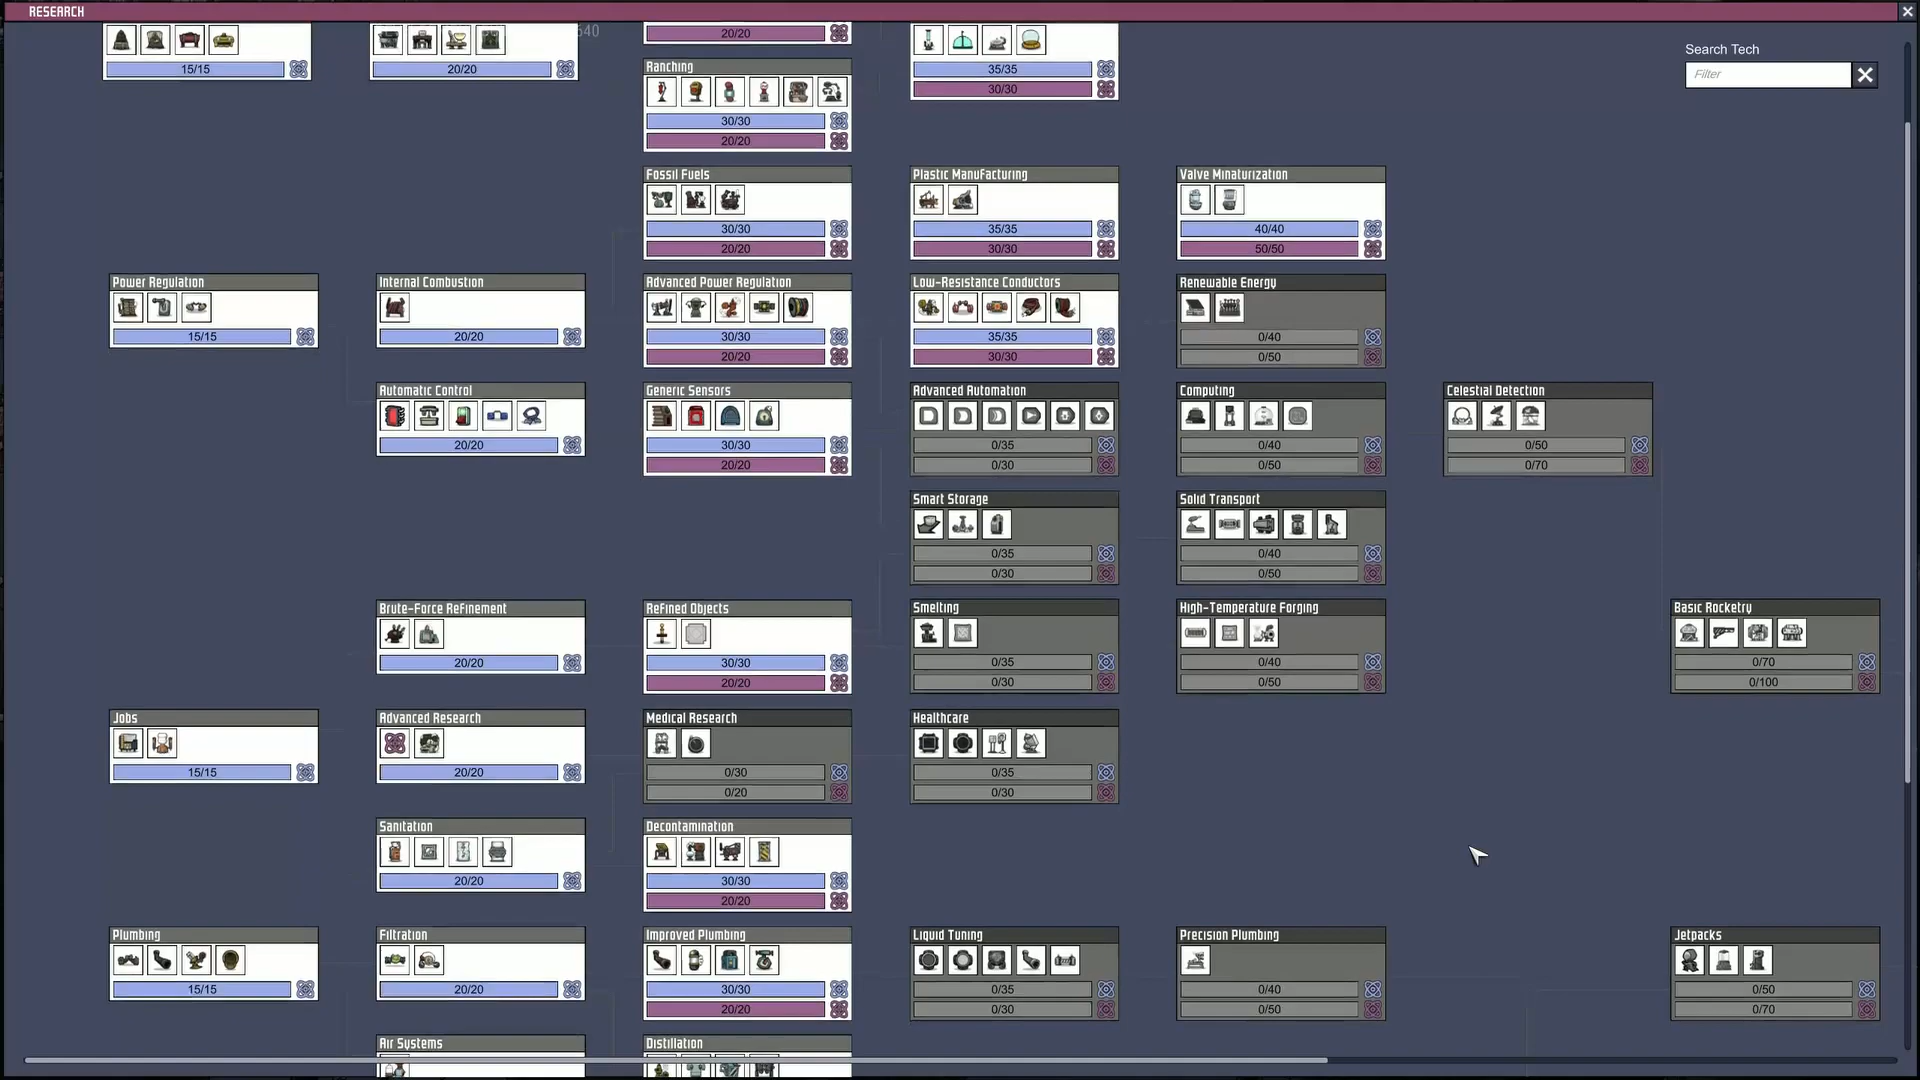 RESEARCH
Search Tech
Filter
15/15
20/20
20/20
35/35
30/30
Ranching
30/30
20/20
Fossil Fuels
30/30
20/20
Plastic Manufacturing
35/35
30/30
Valve Minaturization
40/40
50/50
Power Regulation
15/15
Internal Combustion
20/20
Advanced Power Regulation
30/30
20/20
Low-Resistance Conductors
35/35
30/30
Renewable Energy
0/40
0/50
Automatic Control
20/20
Generic Sensors
30/30
20/20
Advanced Automation
0/35
0/30
Computing
0/40
0/50
Celestial Detection
0/50
0/70
Smart Storage
0/35
0/30
Solid Transport
0/40
0/50
Brute-Force Refinement
20/20
Refined Objects
30/30
20/20
Smelting
0/35
0/30
High-Temperature Forging
0/40
0/50
Basic Rocketry
0/70
0/100
Jobs
15/15
Advanced Research
20/20
Medical Research
0/30
0/20
Healthcare
0/35
0/30
Sanitation
20/20
Decontamination
30/30
20/20
Plumbing
15/15
Filtration
20/20
Improved Plumbing
30/30
20/20
Liquid Tuning
0/35
0/30
Precision Plumbing
0/40
0/50
Jetpacks
0/50
0/70
Air Systems
Distillation